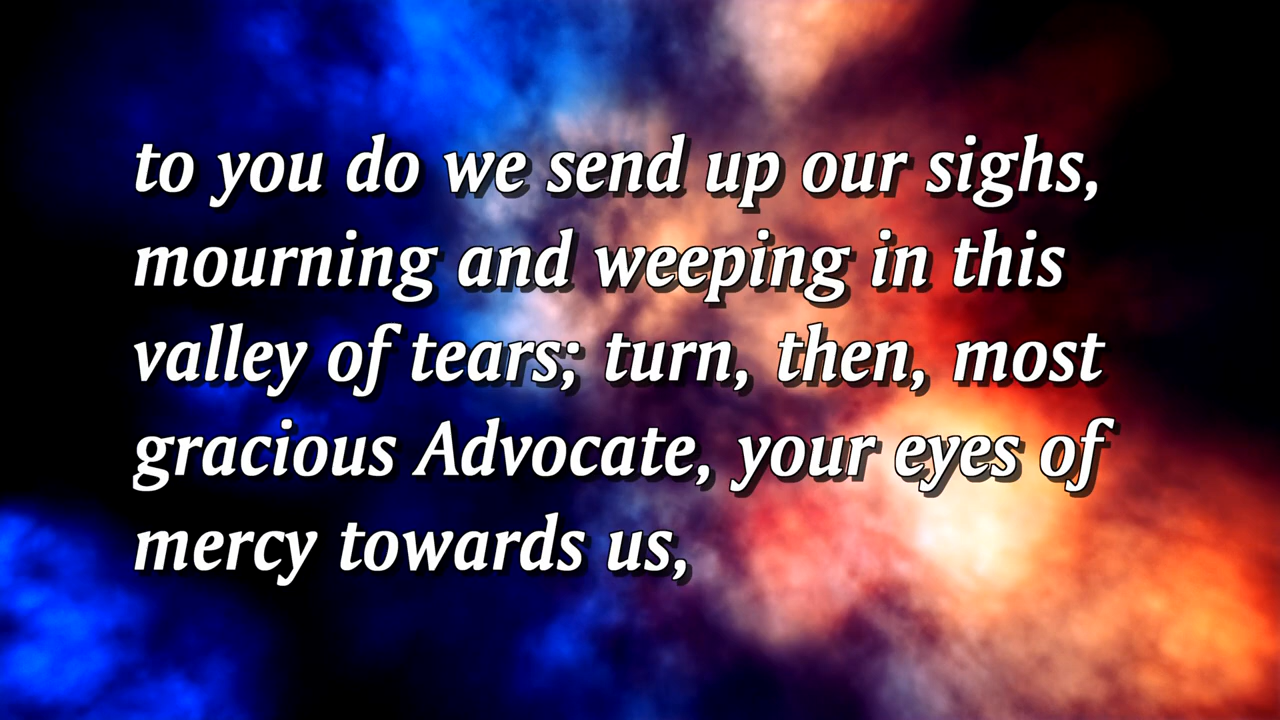 to you do we send up our sighs,
mourning and weeping in this
valley of tears; turn, then, most
gracious Advocate, your eyes of
mercy towards us,